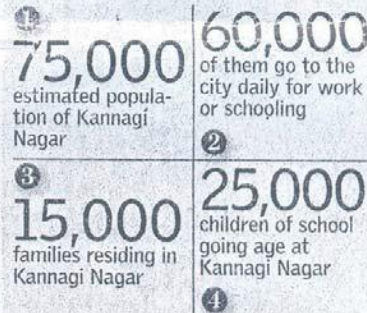 1
75,000
estimated popula-
tion of Kannagi
Nagar
60,000
of them go to the
city daily for work
or schooling
2
3
15,000
families residing in
Kannagi Nagar
25,000
children of school
going age at
Kannagi Nagar
4